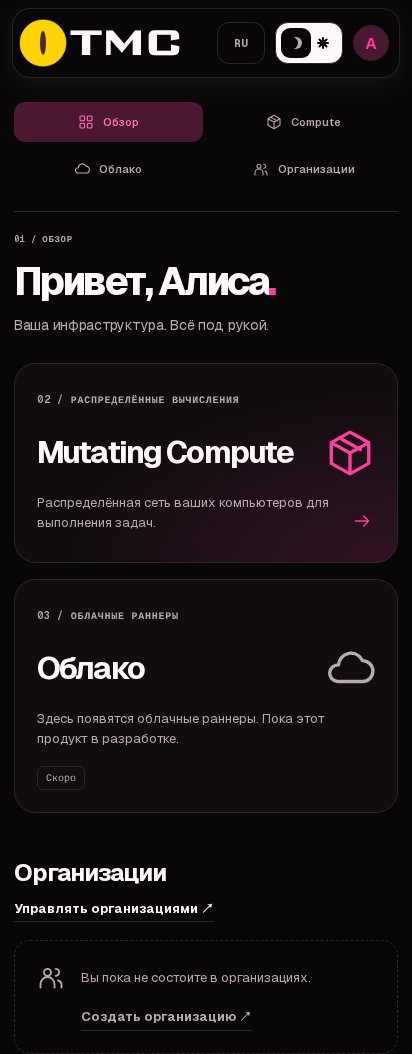 TMC
RU
A
Обзор
Compute
Облако
Организации
01 / ОБЗОР
Привет, Алиса.
Ваша инфраструктура. Всё под рукой.
02 / РАСПРЕДЕЛЁННЫЕ ВЫЧИСЛЕНИЯ
Mutating Compute
Распределённая сеть ваших компьютеров для
выполнения задач.
→
03 / ОБЛАЧНЫЕ РАННЕРЫ
Облако
Здесь появятся облачные раннеры. Пока этот
продукт в разработке.
Скоро
Организации
Управлять организациями ↗
Вы пока не состоите в организациях.
Создать организацию ↗